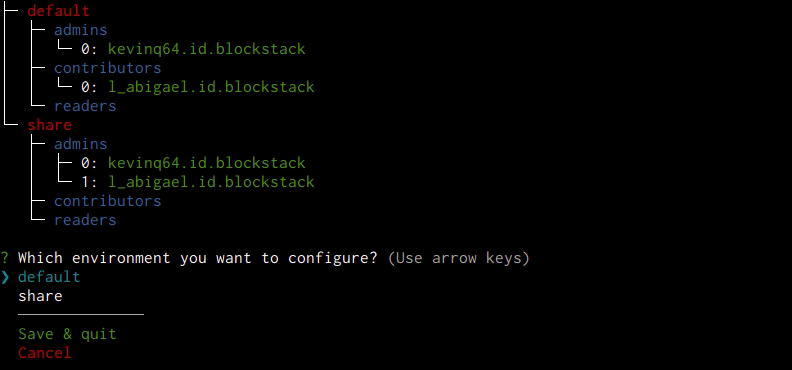 default
admins
0: kevinq64.id.blockstack
contributors
0: l_abigael.id.blockstack
readers
share
admins
0: kevinq64.id.blockstack
1: l_abigael.id.blockstack
contributors
readers
? Which environment you want to configure? (Use arrow keys)
❯ default
share
Save & quit
Cancel